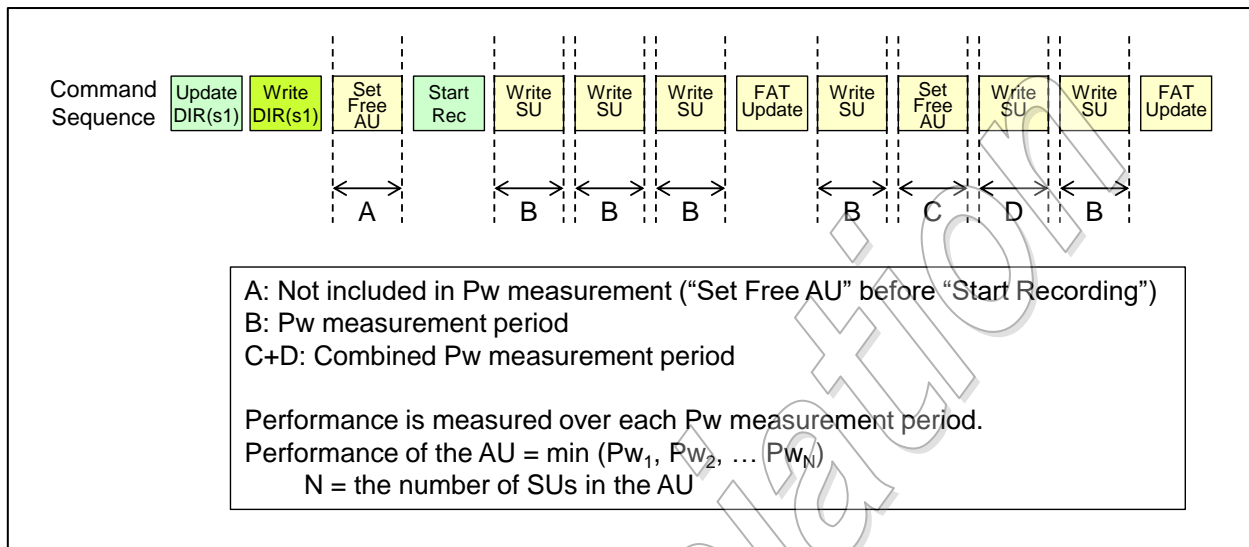 Command Sequence
Update DIR(s1)
Write DIR(s1)
Set Free AU
Start Rec
Write SU
Write SU
Write SU
FAT Update
Write SU
Set Free AU
Write SU
Write SU
FAT Update
A B B B B C D B
A: Not included in Pw measurement (“Set Free AU” before “Start Recording”)
B: Pw measurement period
C+D: Combined Pw measurement period
Performance is measured over each Pw measurement period.
Performance of the AU = min (Pw₁, Pw₂, … Pw_N)
N = the number of SUs in the AU